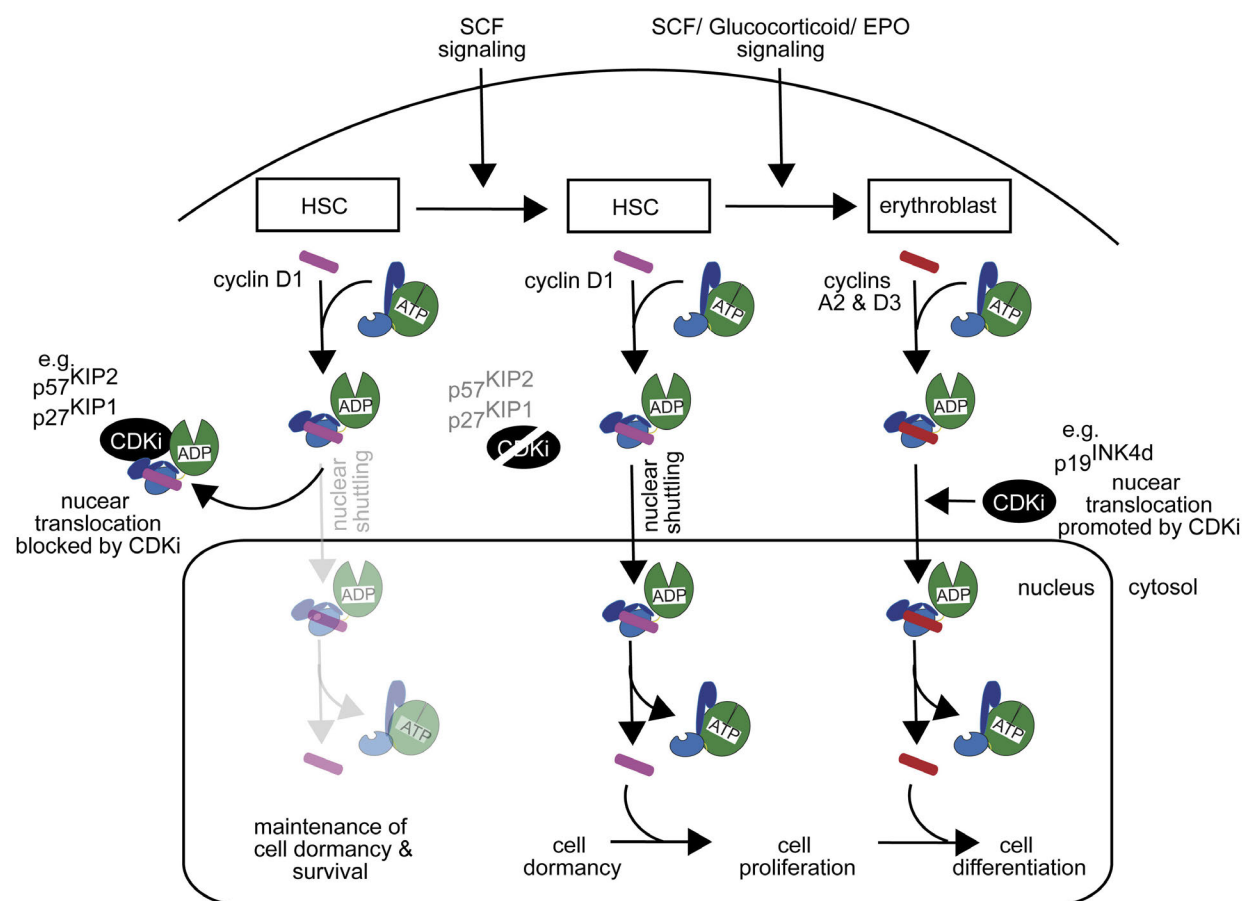 SCF
signaling
SCF/ Glucocorticoid/ EPO
signaling
HSC
HSC
erythroblast
cyclin D1
ATP
cyclin D1
ATP
cyclins
A2 & D3
ATP
e.g.
p57KIP2
p27KIP1
CDKi
ADP
ADP
nucear
translocation
blocked by CDKi
nuclear
shuttling
p57KIP2
p27KIP1
CDKi
ADP
nuclear
shuttling
ADP
e.g.
p19INK4d
CDKi
nucear
translocation
promoted by CDKi
nucleus
cytosol
ADP
ADP
ADP
ATP
ATP
ATP
maintenance of
cell dormancy &
survival
cell
dormancy
cell
proliferation
cell
differentiation